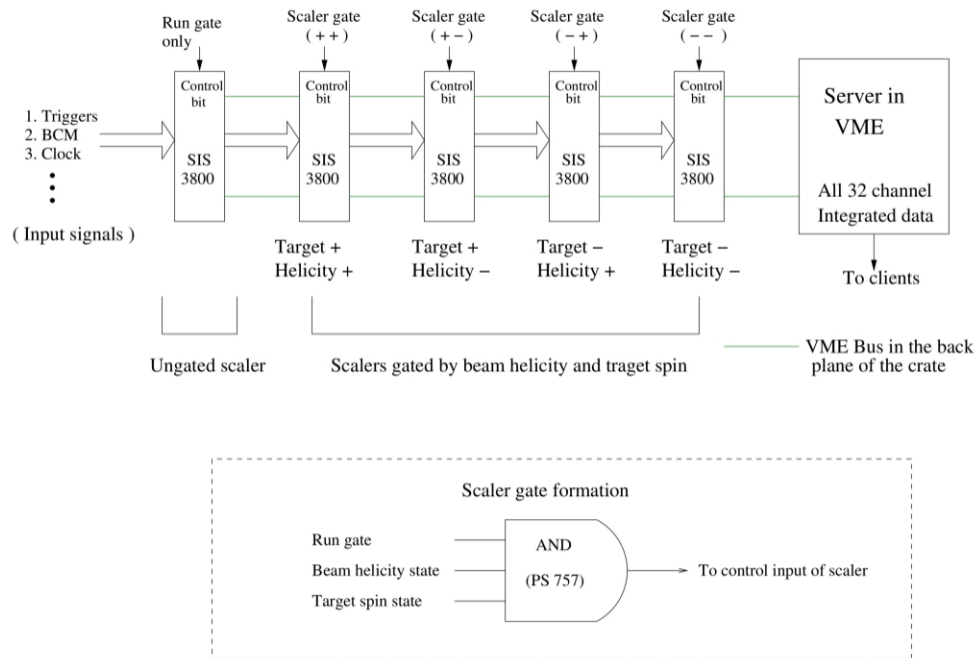 Run gate
only
Scaler gate
( + + )
Scaler gate
( + − )
Scaler gate
( − + )
Scaler gate
( − − )
1. Triggers
2. BCM
3. Clock
( Input signals )
Control
bit
SIS
3800
Control
bit
SIS
3800
Control
bit
SIS
3800
Control
bit
SIS
3800
Control
bit
SIS
3800
Server in
VME
All 32 channel
Integrated data
Target +
Helicity +
Target +
Helicity −
Target −
Helicity +
Target −
Helicity −
To clients
Ungated scaler
Scalers gated by beam helicity and traget spin
VME Bus in the back
plane of the crate
Scaler gate formation
Run gate
Beam helicity state
Target spin state
AND
(PS 757)
To control input of scaler